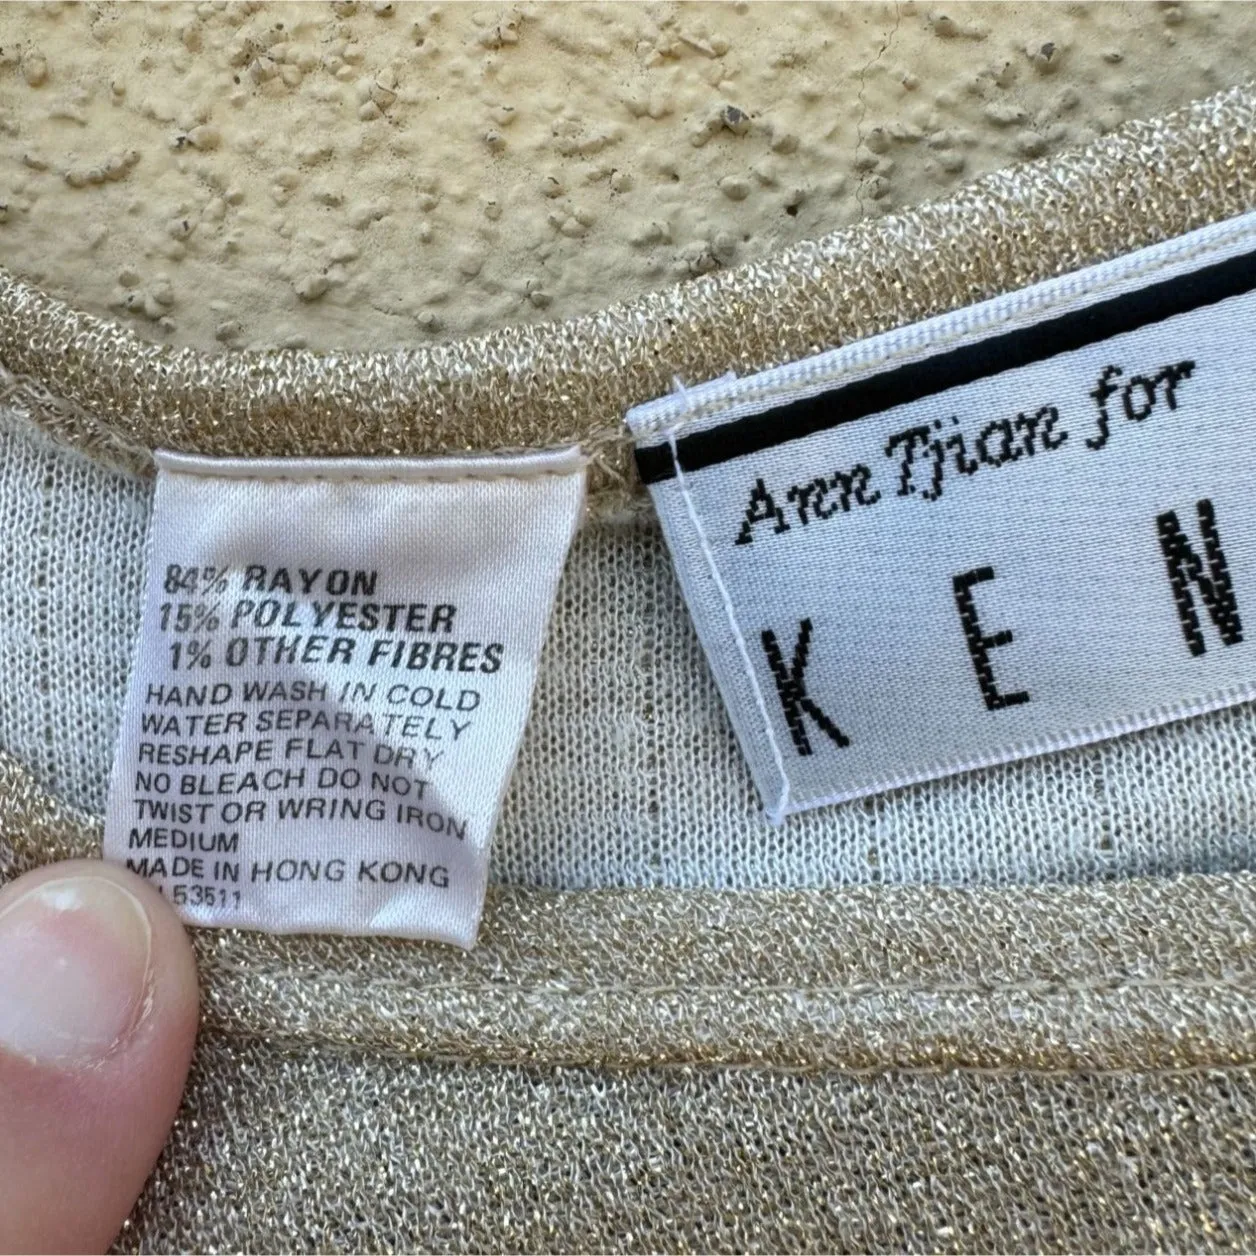 84% RAYON
15% POLYESTER
1% OTHER FIBRES
HAND WASH IN COLD
WATER SEPARATELY
RESHAPE FLAT DRY
NO BLEACH DO NOT
TWIST OR WRING IRON
MEDIUM
MADE IN HONG KONG
53511
Ann Tjian for
K E N